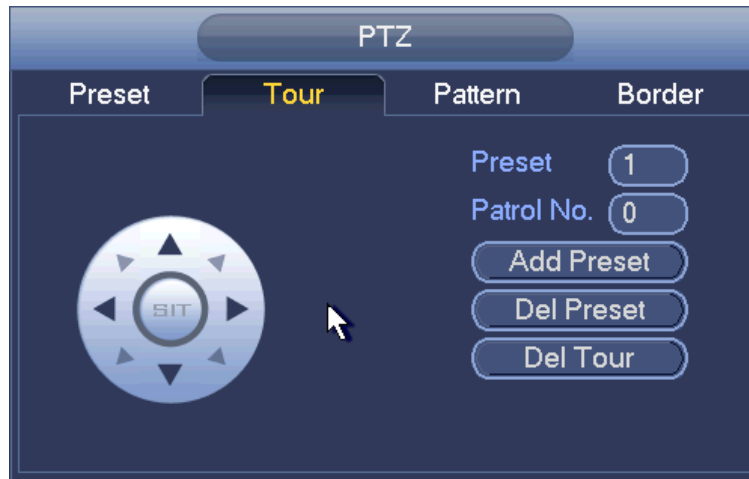 PTZ
Preset Tour Pattern Border
Preset 1
Patrol No. 0
SIT
Add Preset
Del Preset
Del Tour